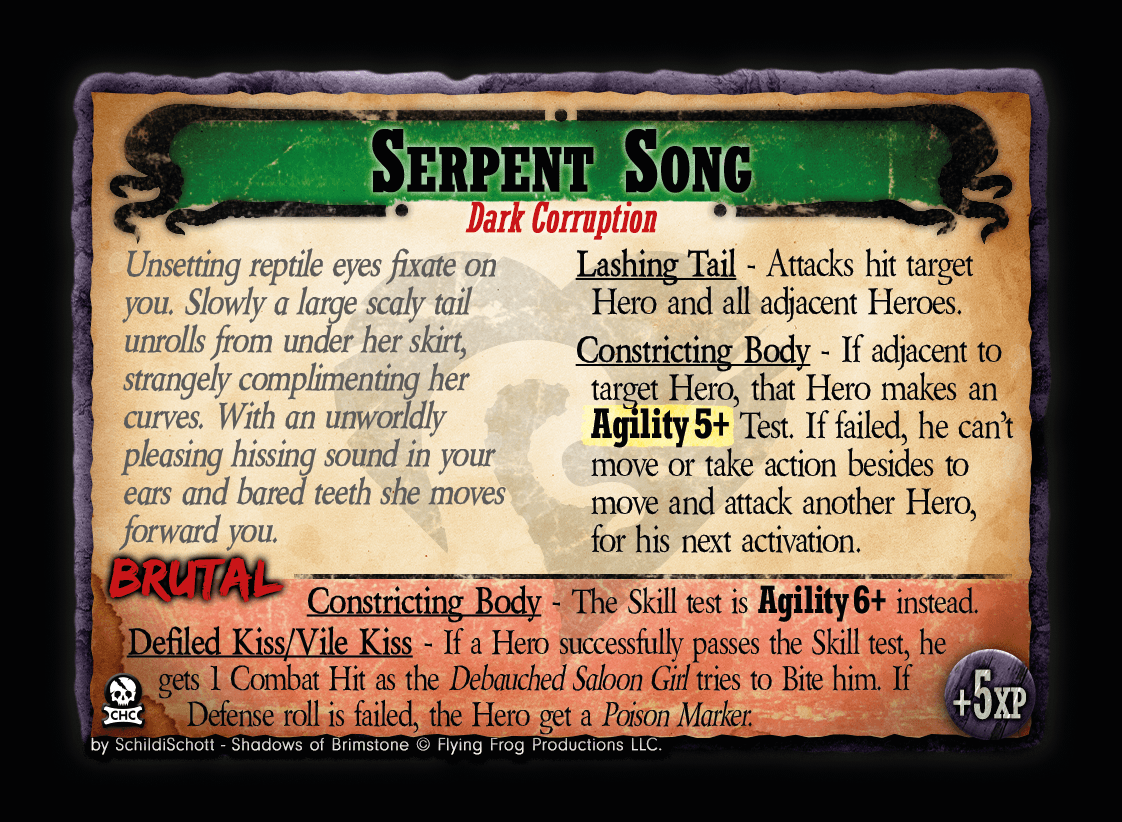 Serpent Song
Dark Corruption
Unsetting reptile eyes fixate on
you. Slowly a large scaly tail
unrolls from under her skirt,
strangely complimenting her
curves. With an unworldly
pleasing hissing sound in your
ears and bared teeth she moves
forward you.
Lashing Tail - Attacks hit target
Hero and all adjacent Heroes.
Constricting Body - If adjacent to
target Hero, that Hero makes an
Agility 5+ Test. If failed, he can't
move or take action besides to
move and attack another Hero,
for his next activation.
BRUTAL
Constricting Body - The Skill test is Agility 6+ instead.
Defiled Kiss/Vile Kiss - If a Hero successfully passes the Skill test, he
gets 1 Combat Hit as the Debauched Saloon Girl tries to Bite him. If
Defense roll is failed, the Hero get a Poison Marker.
CHC
+5XP
by SchildiSchott - Shadows of Brimstone © Flying Frog Productions LLC.